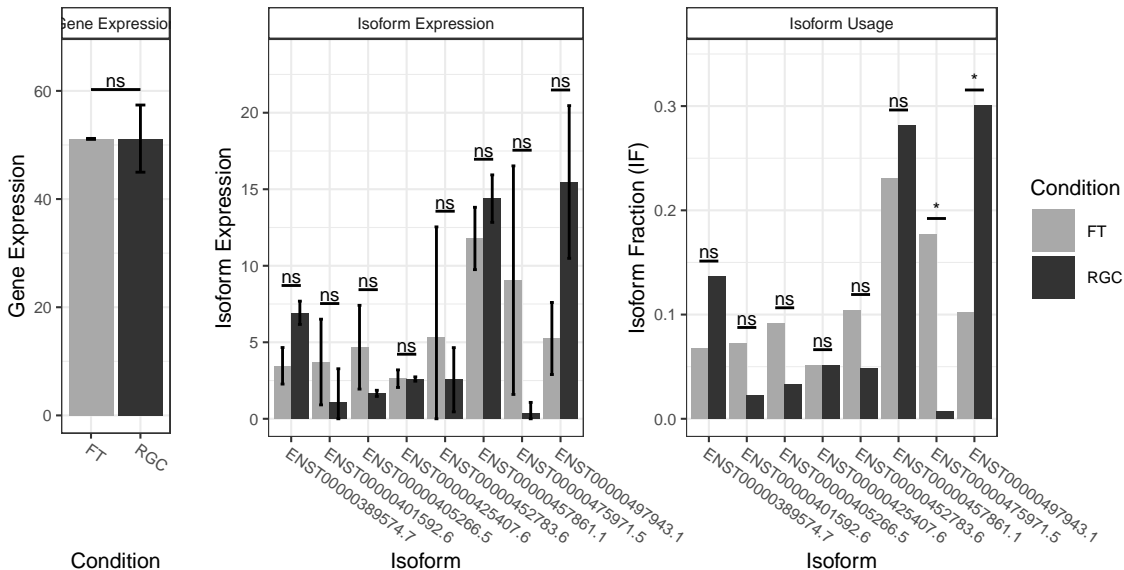 Gene Expression
Isoform Expression
Isoform Usage
Gene Expression
60
40
20
0
ns
FT
RGC
Condition
Isoform Expression
20
15
10
5
0
ns
ns
ns
ns
ns
ns
ns
ns
ENST00000389574.7
ENST00000401592.6
ENST00000405266.5
ENST00000425407.6
ENST00000452783.6
ENST00000457861.1
ENST00000475971.5
ENST00000497943.1
Isoform
Isoform Fraction (IF)
0.3
0.2
0.1
0.0
ns
ns
ns
ns
ns
ns
*
*
ENST00000389574.7
ENST00000401592.6
ENST00000405266.5
ENST00000425407.6
ENST00000452783.6
ENST00000457861.1
ENST00000475971.5
ENST00000497943.1
Isoform
Condition
FT
RGC